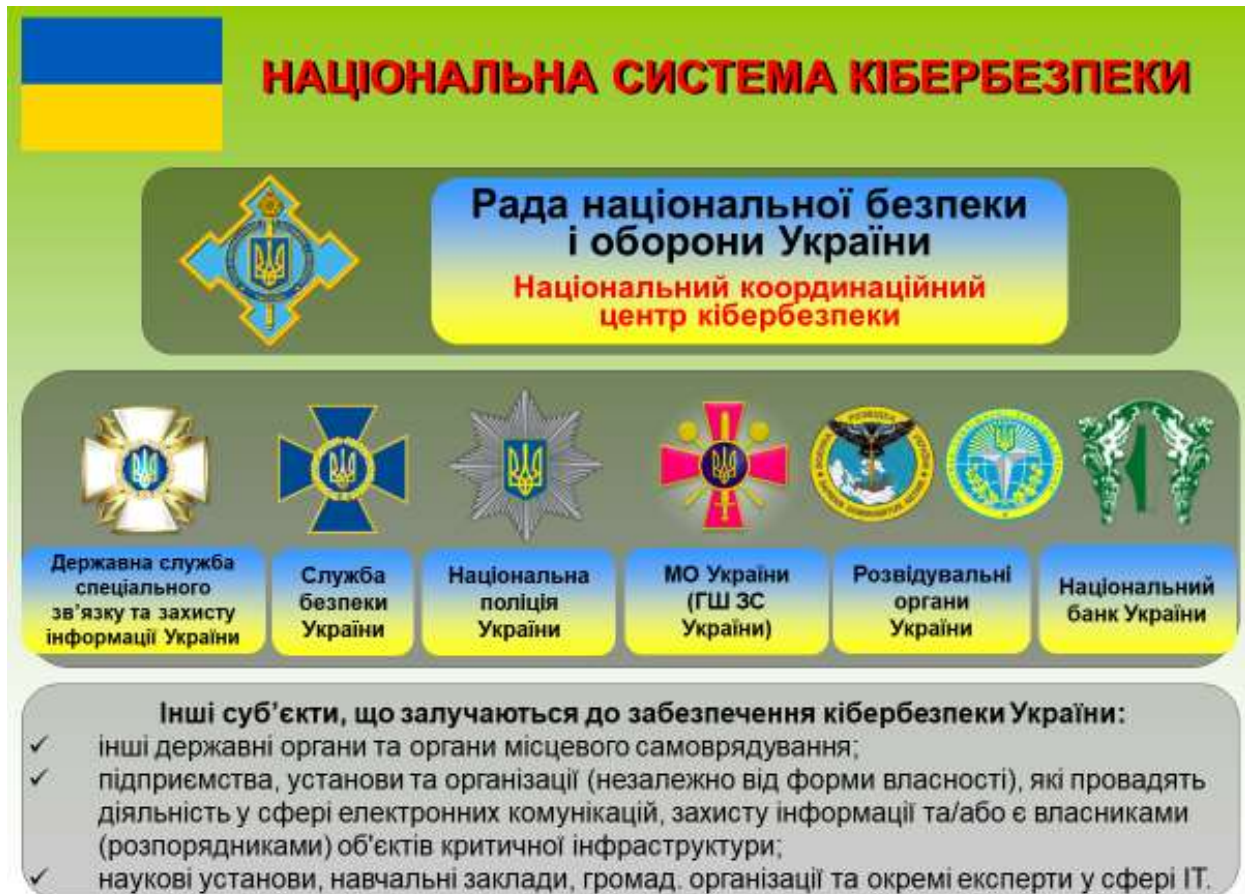 НАЦІОНАЛЬНА СИСТЕМА КІБЕРБЕЗПЕКИ
Рада національної безпеки
і оборони України
Національний координаційний
центр кібербезпеки
Державна служба
спеціального
зв’язку та захисту
інформації України
Служба
безпеки
України
Національна
поліція
України
МО України
(ГШ ЗС
України)
Розвідувальні
органи
України
Національний
банк України
Інші суб’єкти, що залучаються до забезпечення кібербезпеки України:
✓ інші державні органи та органи місцевого самоврядування;
✓ підприємства, установи та організації (незалежно від форми власності), які провадять
діяльність у сфері електронних комунікацій, захисту інформації та/або є власниками
(розпорядниками) об'єктів критичної інфраструктури;
✓ наукові установи, навчальні заклади, громад. організації та окремі експерти у сфері ІТ.